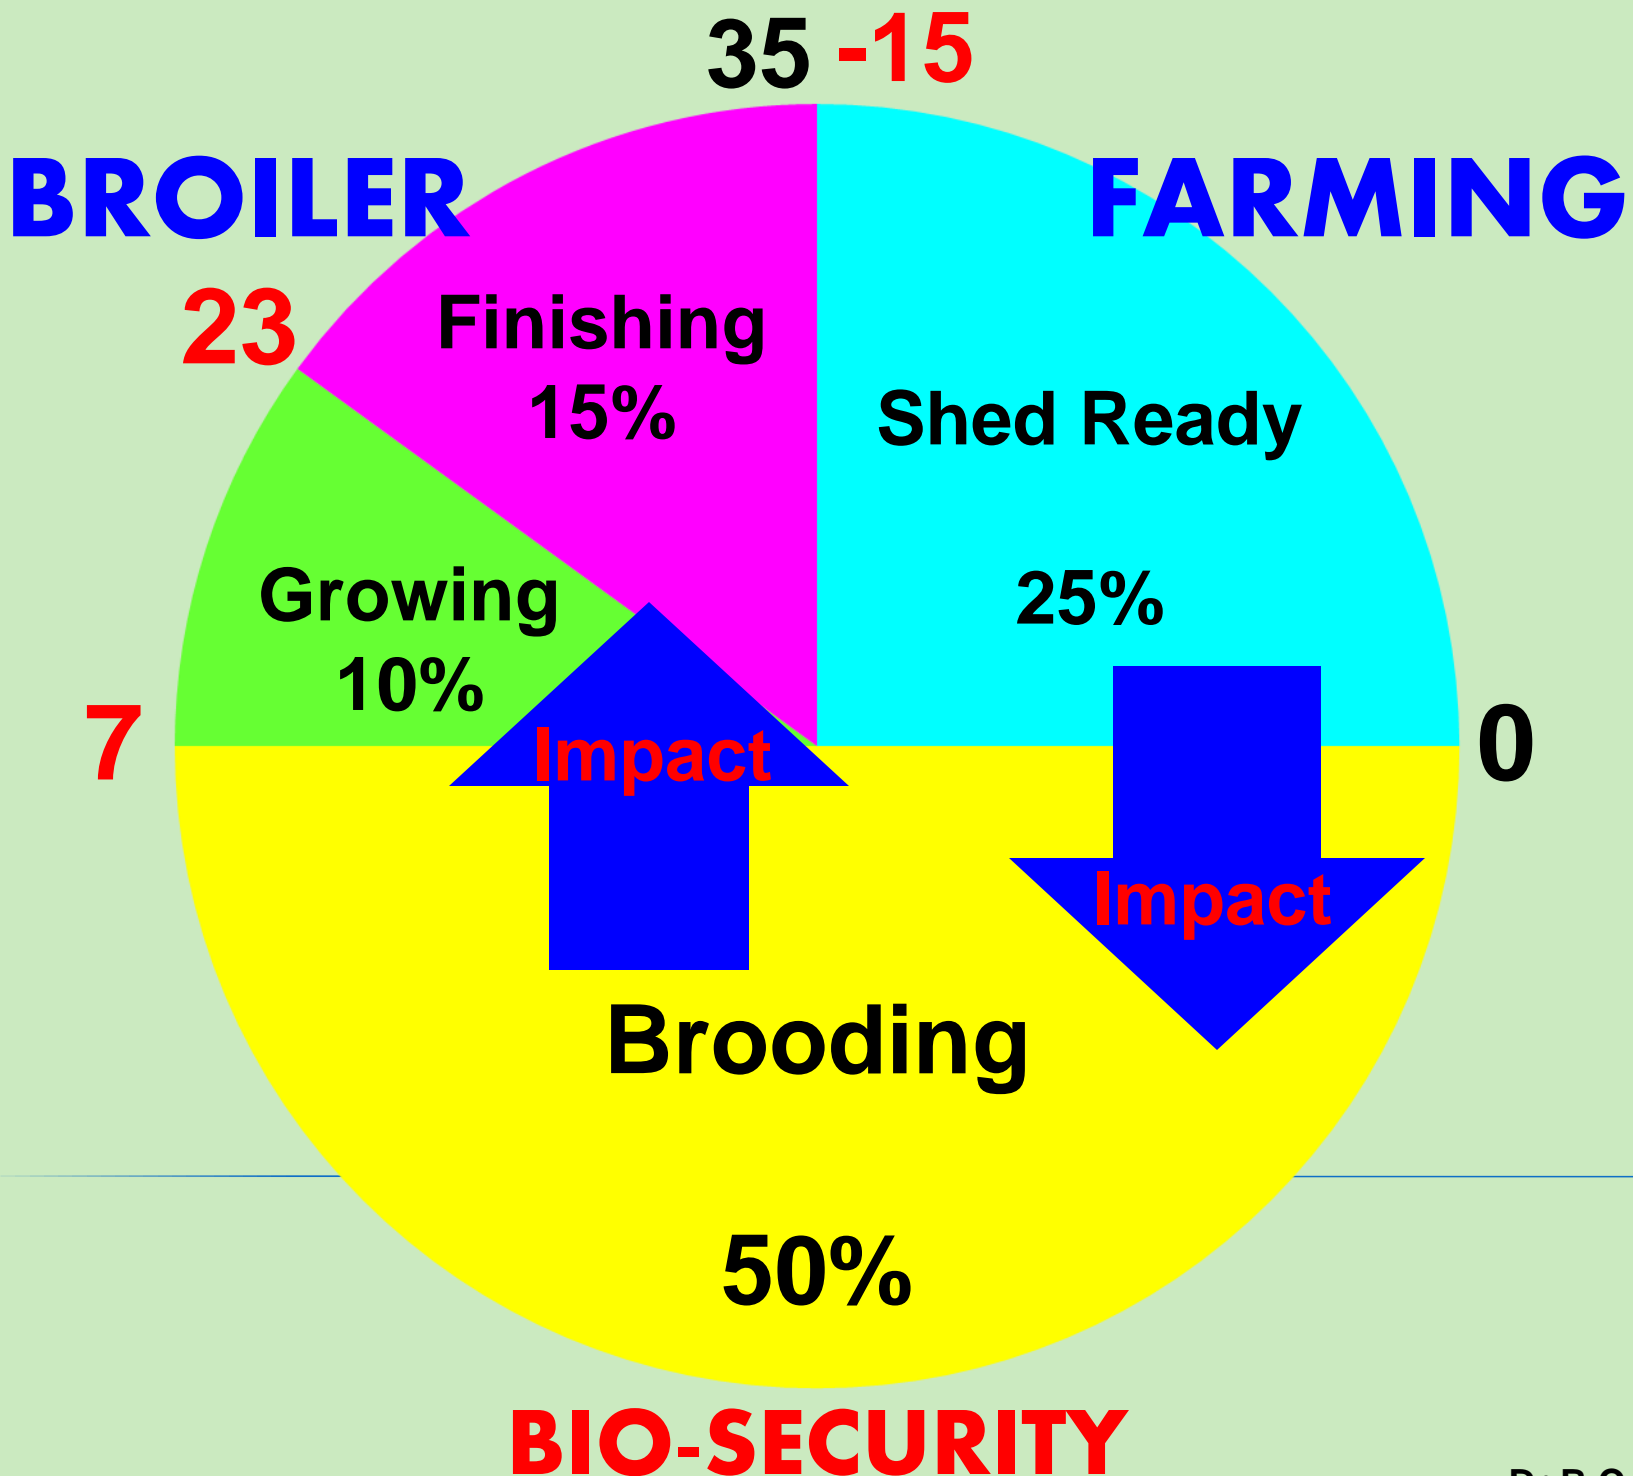 35 -15
BROILER FARMING
23
Finishing
15%
Shed Ready
25%
Growing
10%
7
0
Impact
Impact
Brooding
50%
BIO-SECURITY